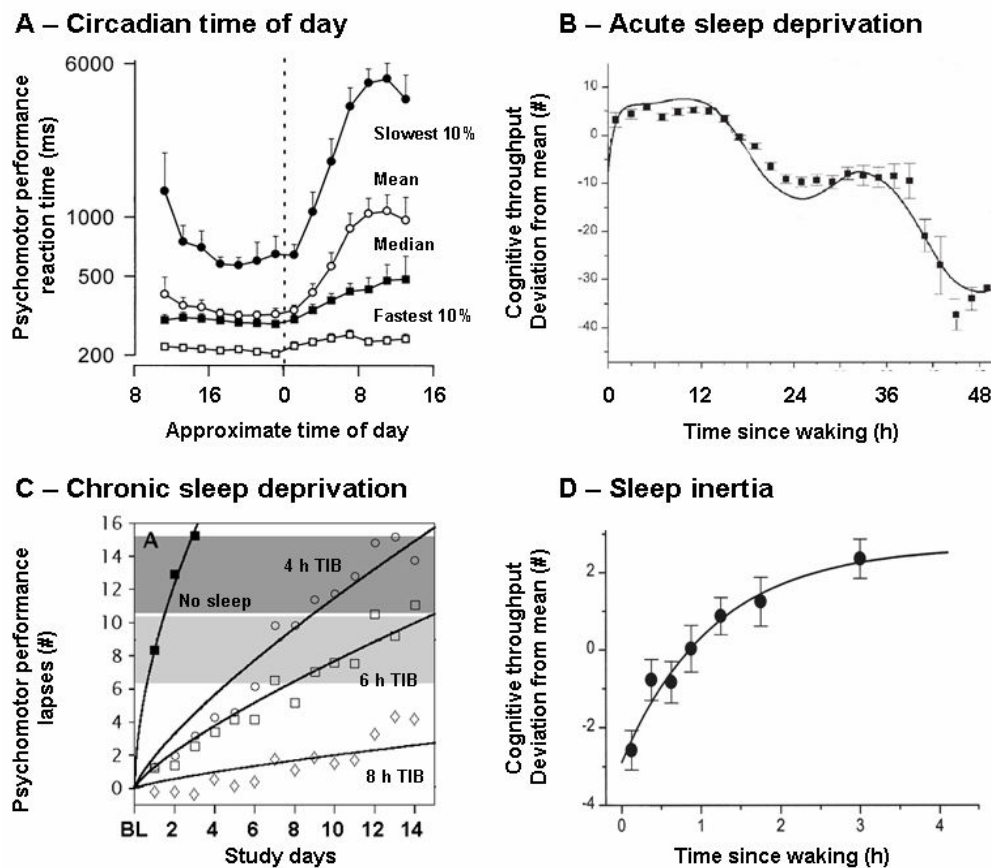 A – Circadian time of day
Psychomotor performance
reaction time (ms)
6000
1000
500
200
Slowest 10%
Mean
Median
Fastest 10%
8 16 0 8 16
Approximate time of day
B – Acute sleep deprivation
Cognitive throughput
Deviation from mean (#)
10
0
-10
-20
-30
-40
0 12 24 36 48
Time since waking (h)
C – Chronic sleep deprivation
Psychomotor performance
lapses (#)
16
14
12
10
8
6
4
2
0
A
4 h TIB
No sleep
6 h TIB
8 h TIB
BL 2 4 6 8 10 12 14
Study days
D – Sleep inertia
Cognitive throughput
Deviation from mean (#)
2
0
-2
-4
0 1 2 3 4
Time since waking (h)